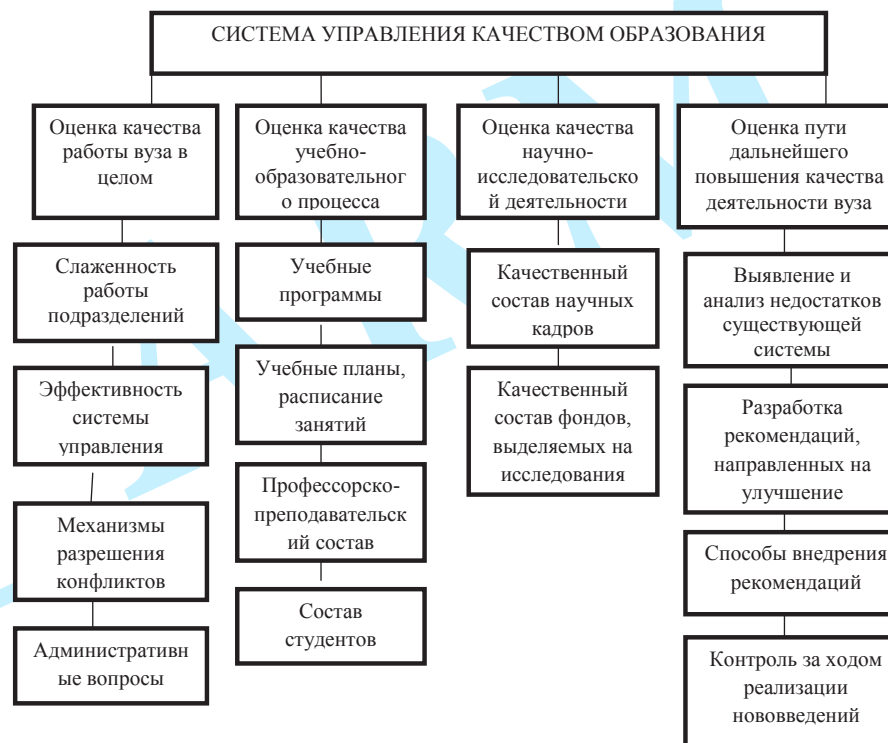 СИСТЕМА УПРАВЛЕНИЯ КАЧЕСТВОМ ОБРАЗОВАНИЯ
Оценка качества
работы вуза в
целом
Слаженность
работы
подразделений
Эффективность
системы
управления
Механизмы
разрешения
конфликтов
Административн
ые вопросы
Оценка качества
учебно-
образовательног
о процесса
Учебные
программы
Учебные планы,
расписание
занятий
Профессорско-
преподавательск
ий состав
Состав
студентов
Оценка качества
научно-
исследовательско
й деятельности
Качественный
состав научных
кадров
Качественный
состав фондов,
выделяемых на
исследования
Оценка пути
дальнейшего
повышения качества
деятельности вуза
Выявление и
анализ недостатков
существующей
системы
Разработка
рекомендаций,
направленных на
улучшение
Способы внедрения
рекомендаций
Контроль за ходом
реализации
нововведений